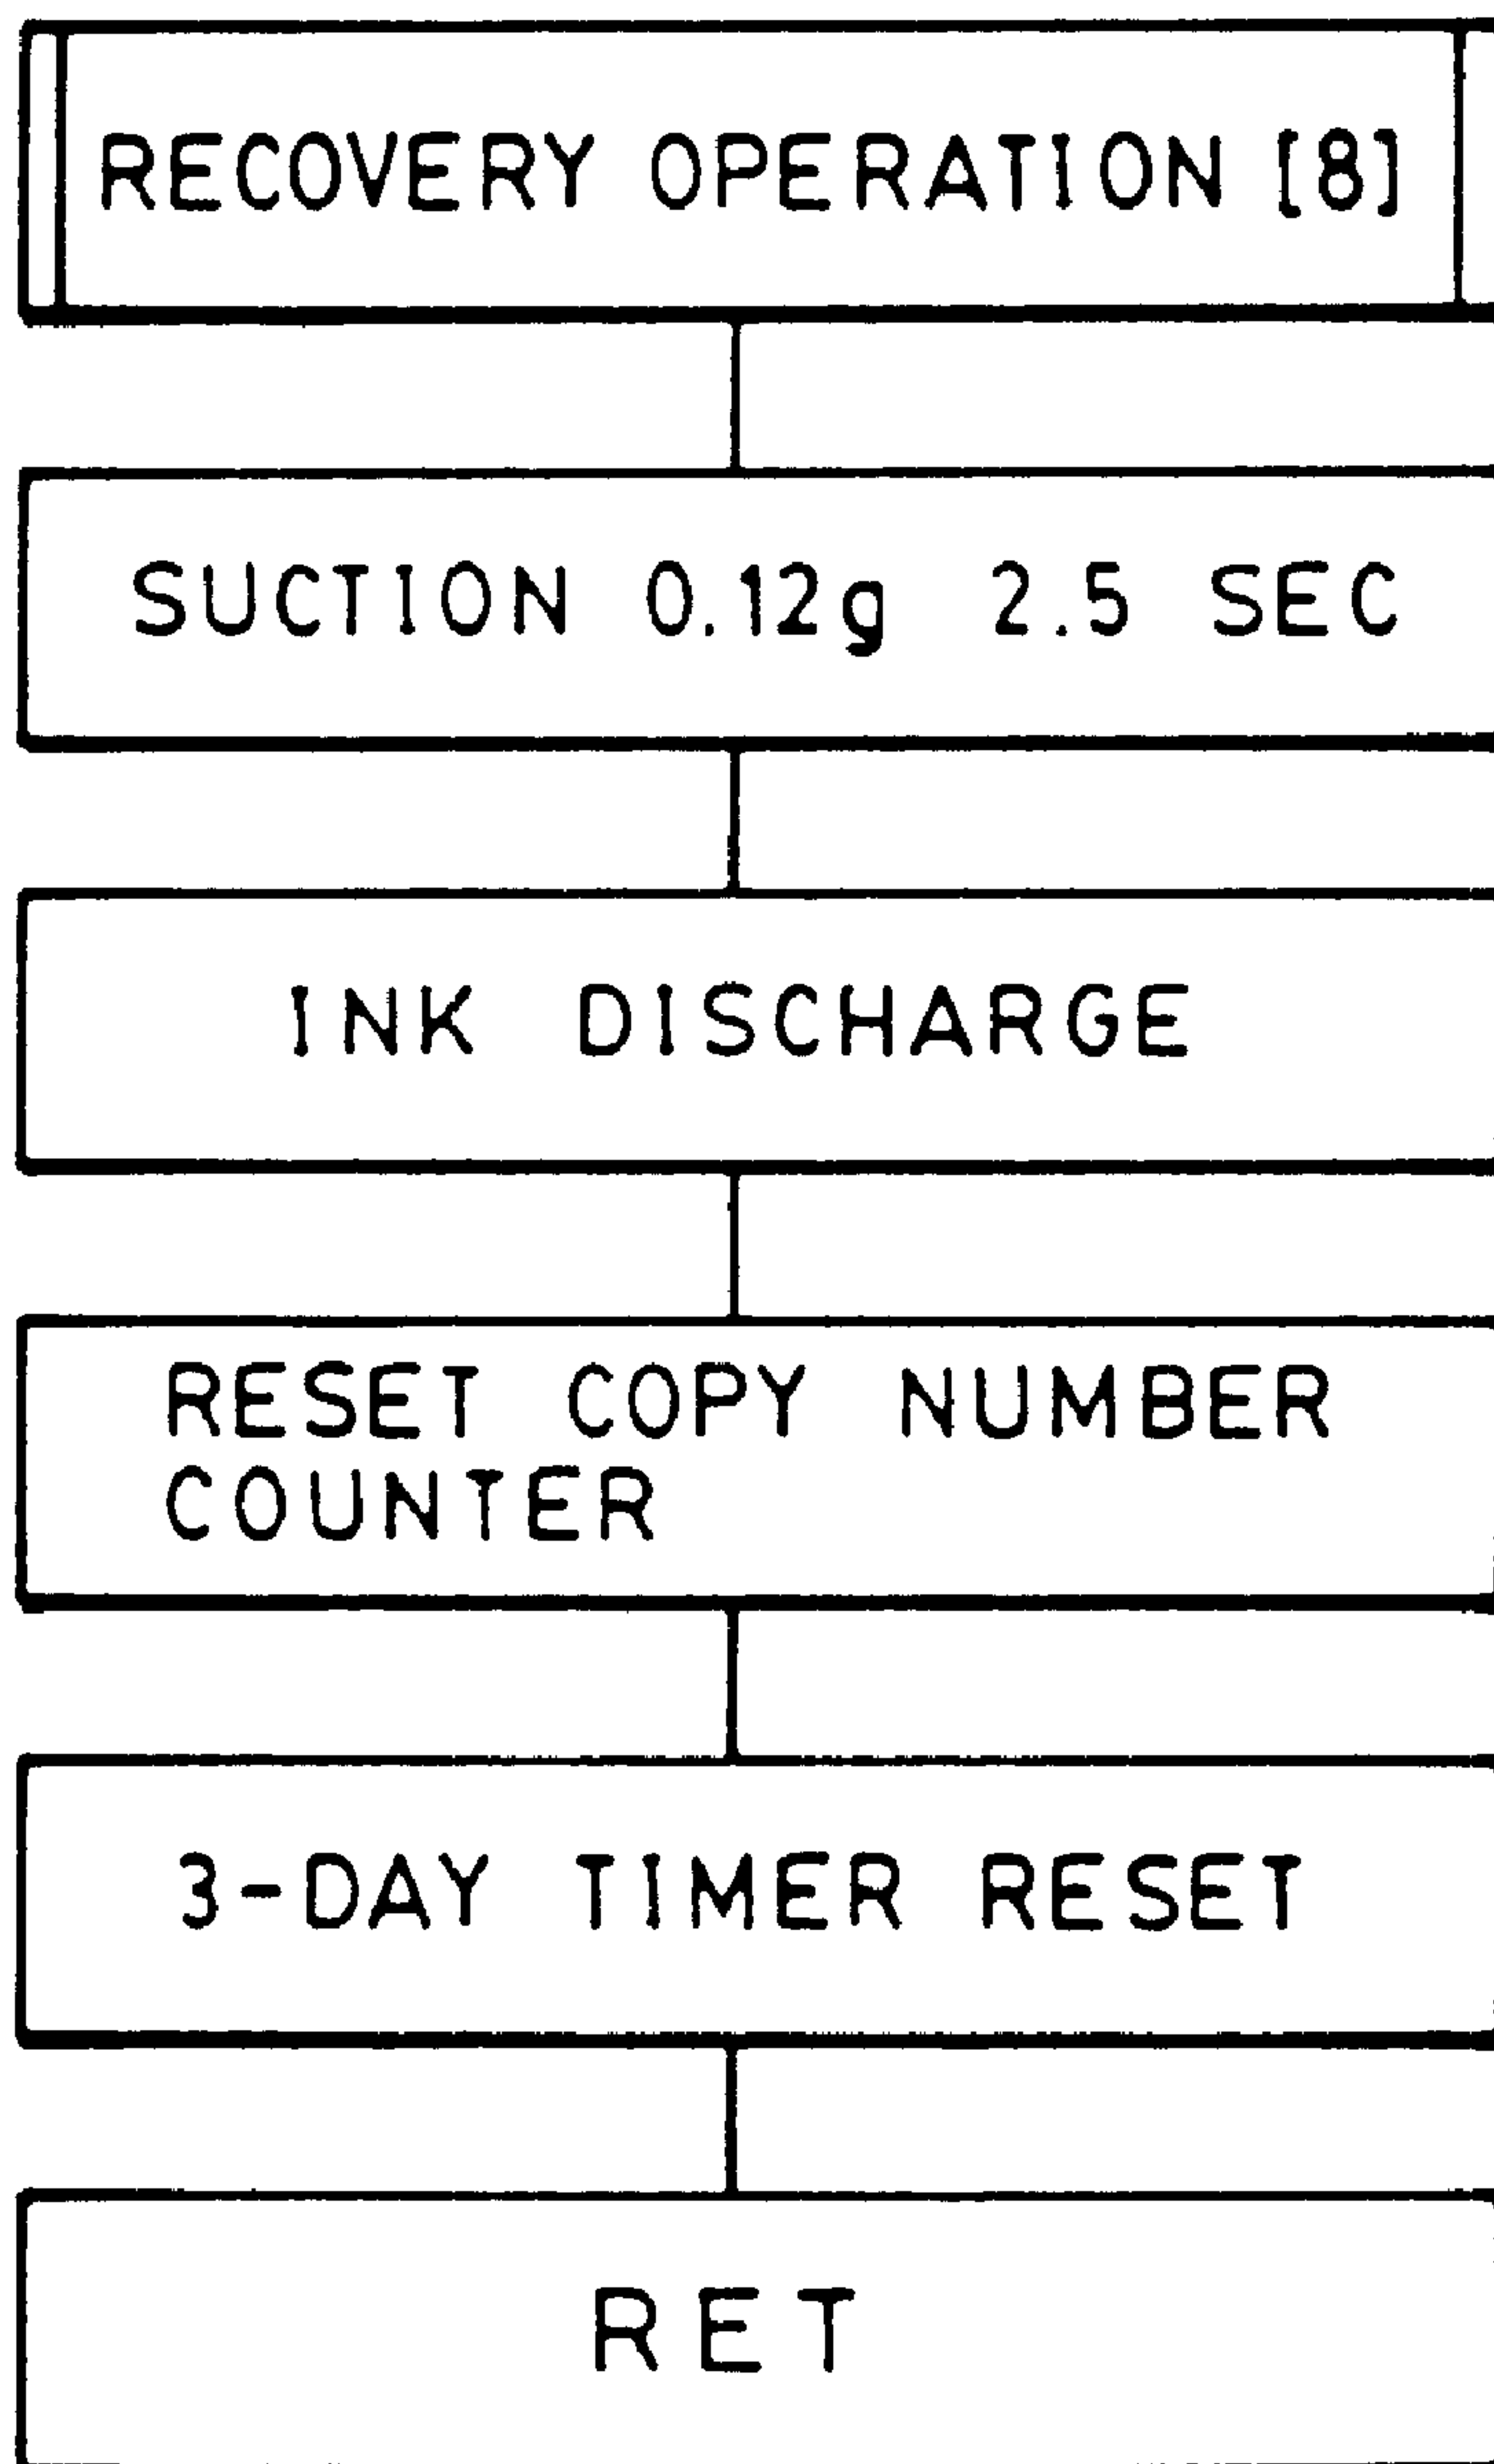 RECOVERY OPERATION [8]
SUCTION 0.12g 2.5 SEC
INK DISCHARGE
RESET COPY NUMBER
COUNTER
3-DAY TIMER RESET
RET